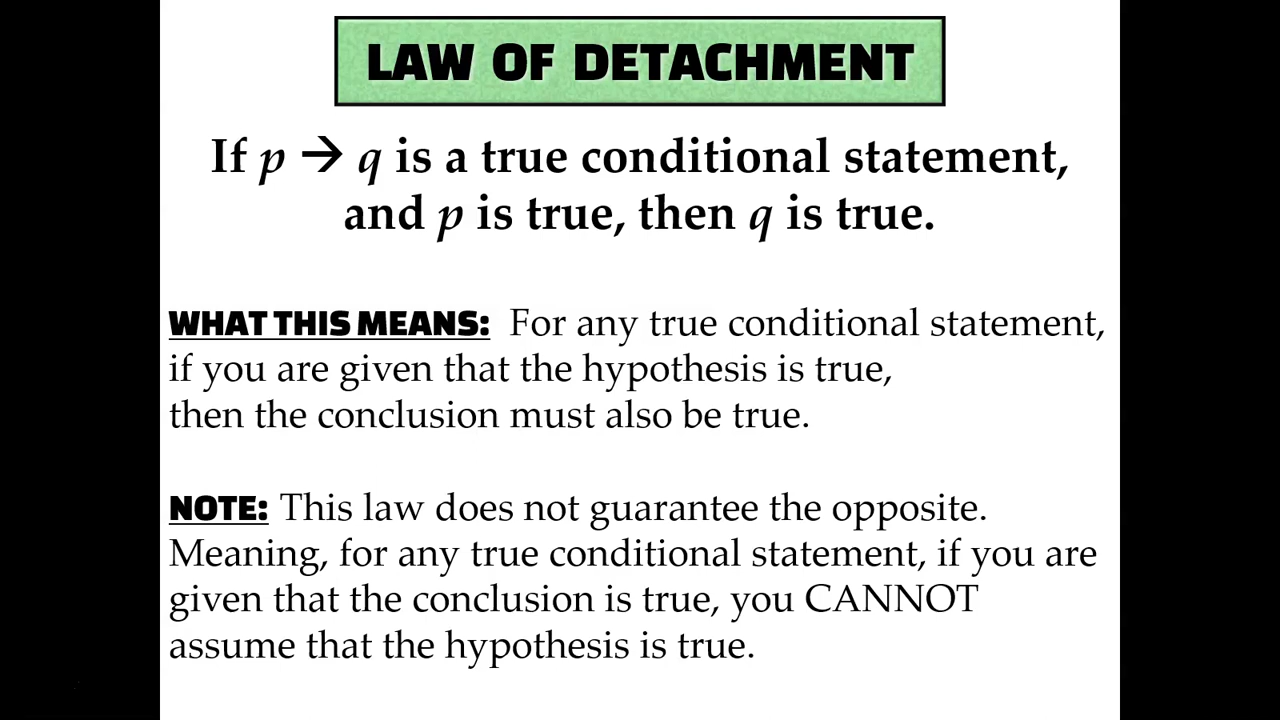 LAW OF DETACHMENT
If p → q is a true conditional statement,
and p is true, then q is true.
WHAT THIS MEANS: For any true conditional statement,
if you are given that the hypothesis is true,
then the conclusion must also be true.
NOTE: This law does not guarantee the opposite.
Meaning, for any true conditional statement, if you are
given that the conclusion is true, you CANNOT
assume that the hypothesis is true.